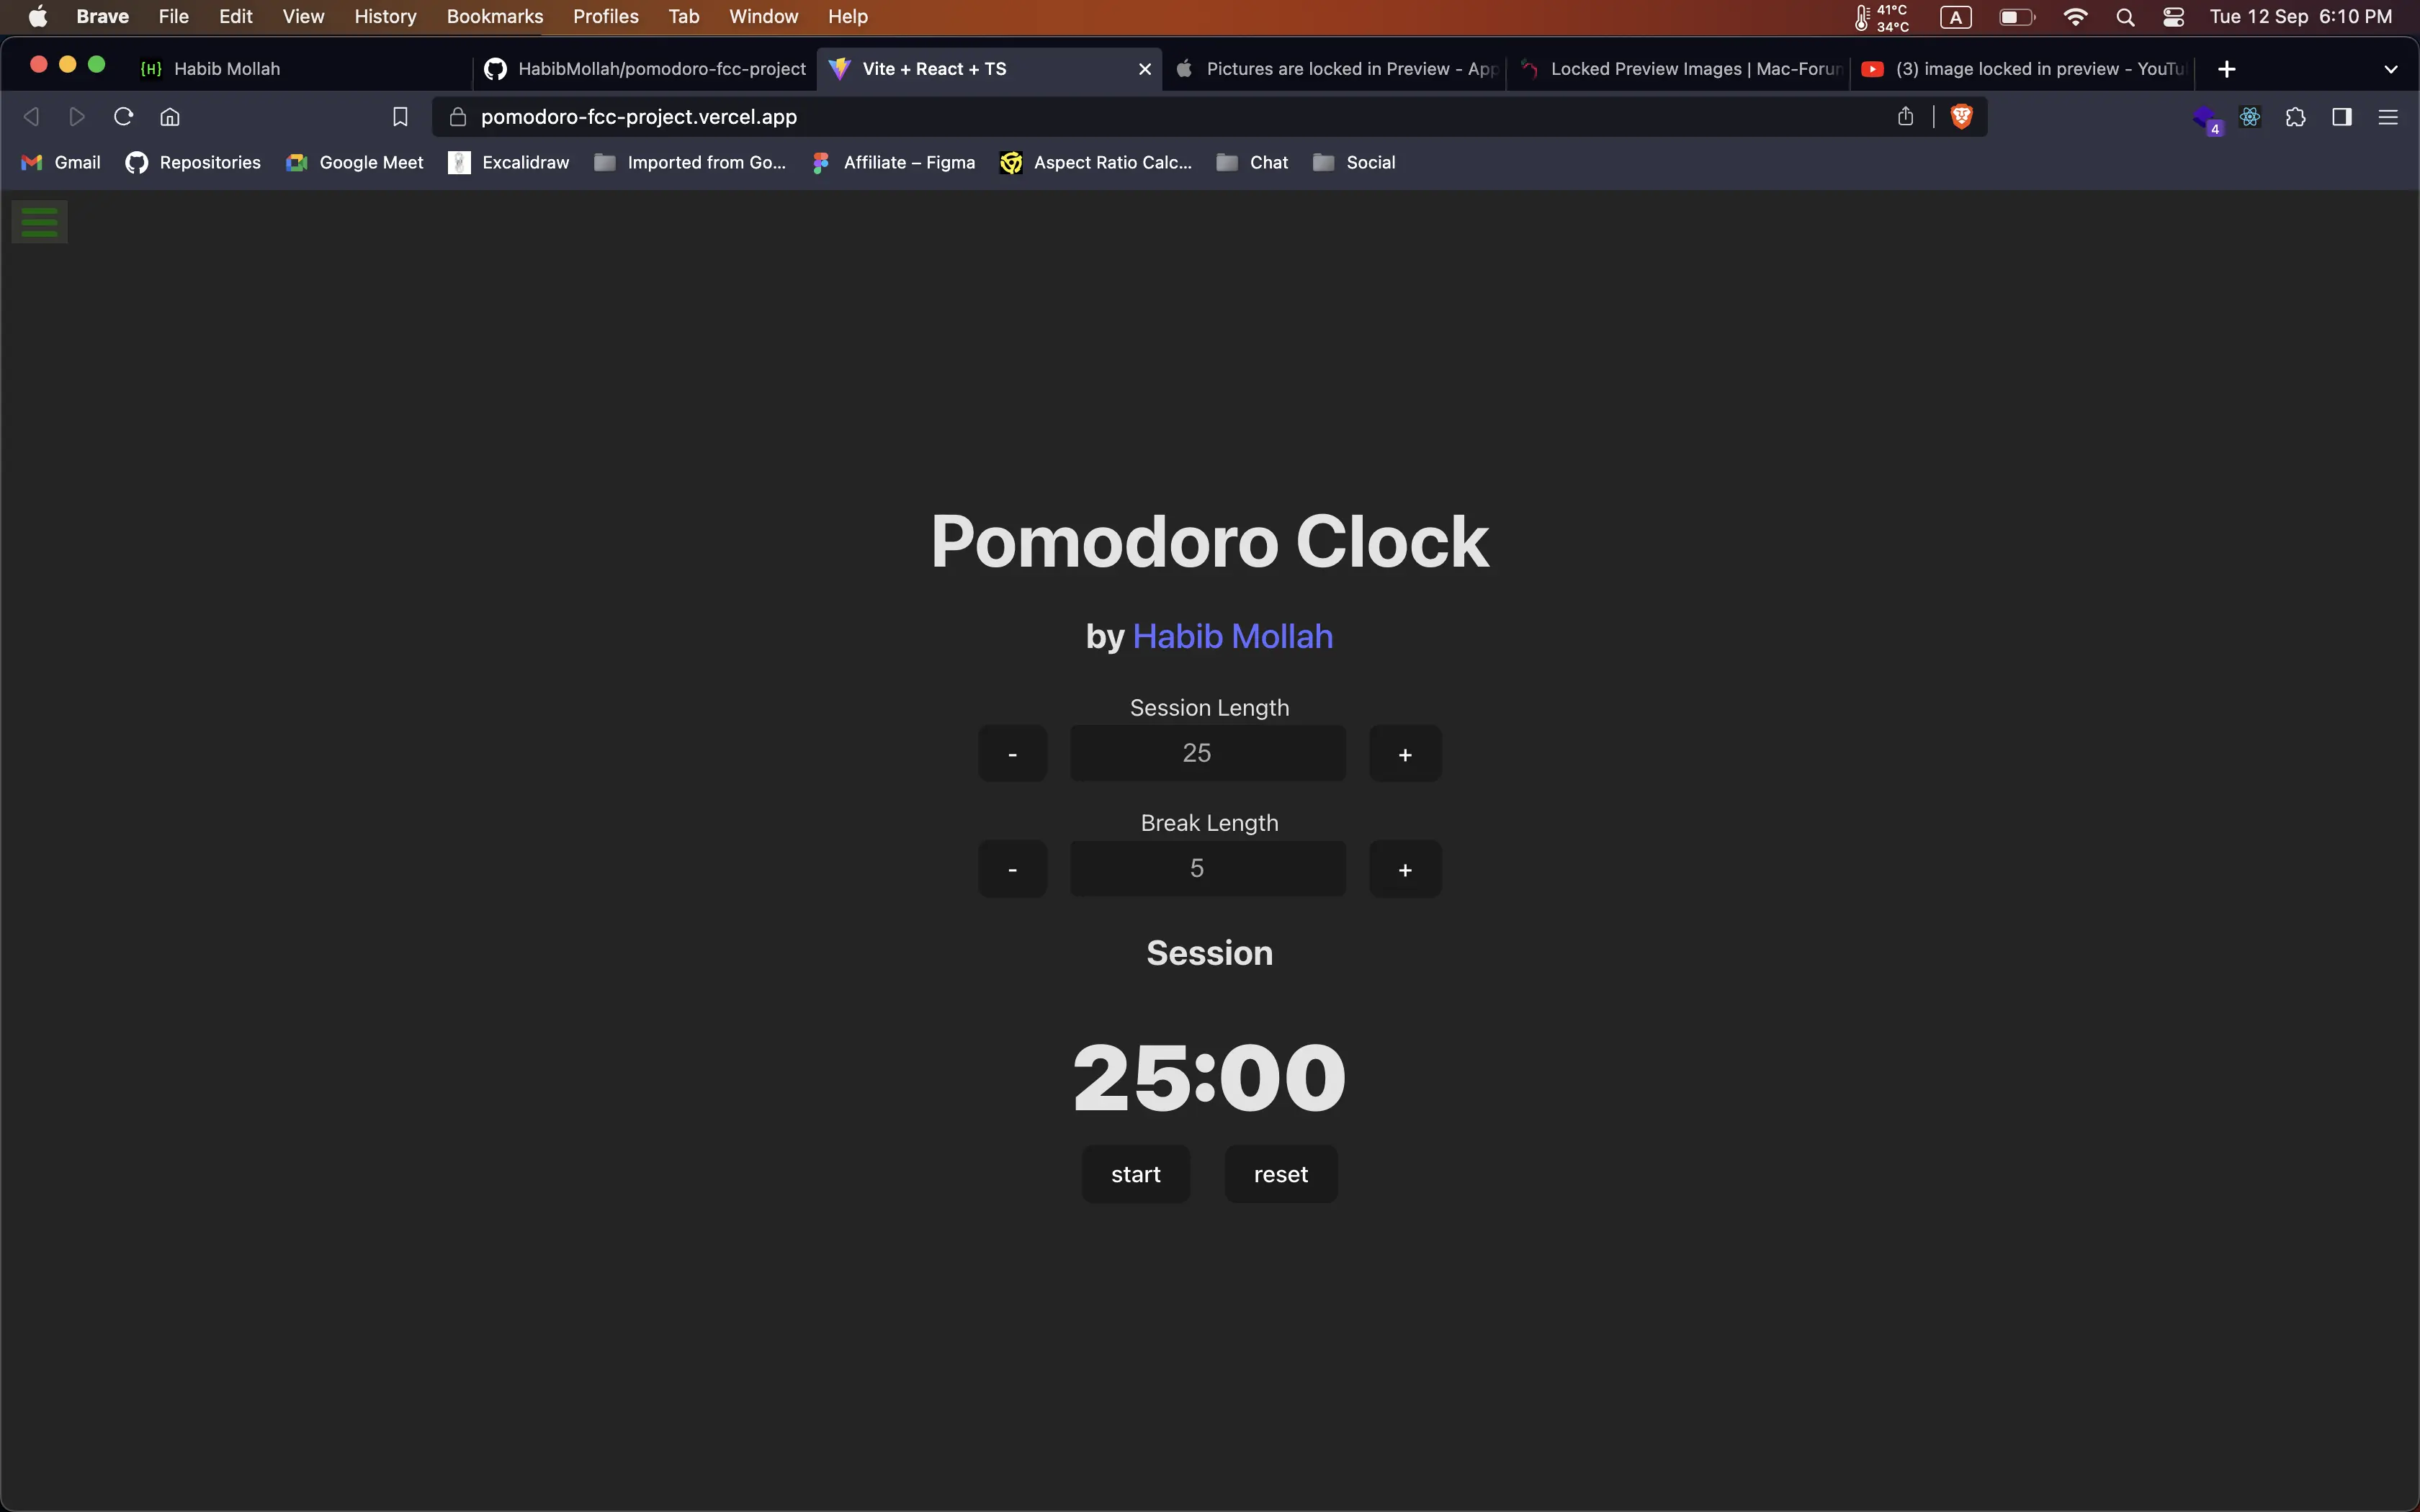 Brave File Edit View History Bookmarks Profiles Tab Window Help 41°C 34°C A Tue 12 Sep 6:10 PM
{H} Habib Mollah HabibMollah/pomodoro-fcc-project Vite + React + TS Pictures are locked in Preview - App Locked Preview Images | Mac-Forum (3) image locked in preview - YouTu
pomodoro-fcc-project.vercel.app 4
Gmail Repositories Google Meet Excalidraw Imported from Go... Affiliate – Figma Aspect Ratio Calc... Chat Social
Pomodoro Clock
by Habib Mollah
Session Length
- 25 +
Break Length
- 5 +
Session
25:00
start reset